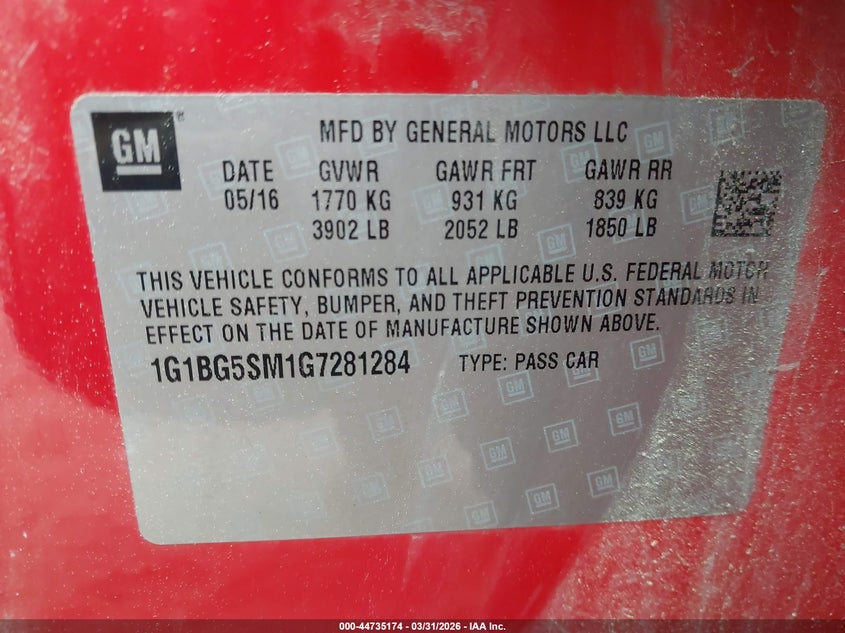 GM ®
MFD BY GENERAL MOTORS LLC
DATE GVWR GAWR FRT GAWR RR
05/16 1770 KG 931 KG 839 KG
3902 LB 2052 LB 1850 LB
THIS VEHICLE CONFORMS TO ALL APPLICABLE U.S. FEDERAL MOTOR
VEHICLE SAFETY, BUMPER, AND THEFT PREVENTION STANDARDS IN
EFFECT ON THE DATE OF MANUFACTURE SHOWN ABOVE.
1G1BG5SM1G7281284 TYPE: PASS CAR
000-44735174 - 03/31/2026 - IAA Inc.